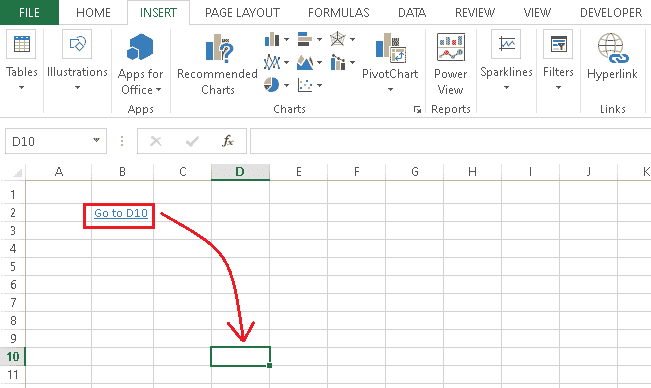 FILE HOME INSERT PAGE LAYOUT FORMULAS DATA REVIEW VIEW DEVELOPER
Tables Illustrations Apps for Office Recommended Charts PivotChart Power View Sparklines Filters Hyperlink
Apps Charts Reports Links
D10 fx
A B C D E F G H I J K
1
2 Go to D10
3
4
5
6
7
8
9
10
11